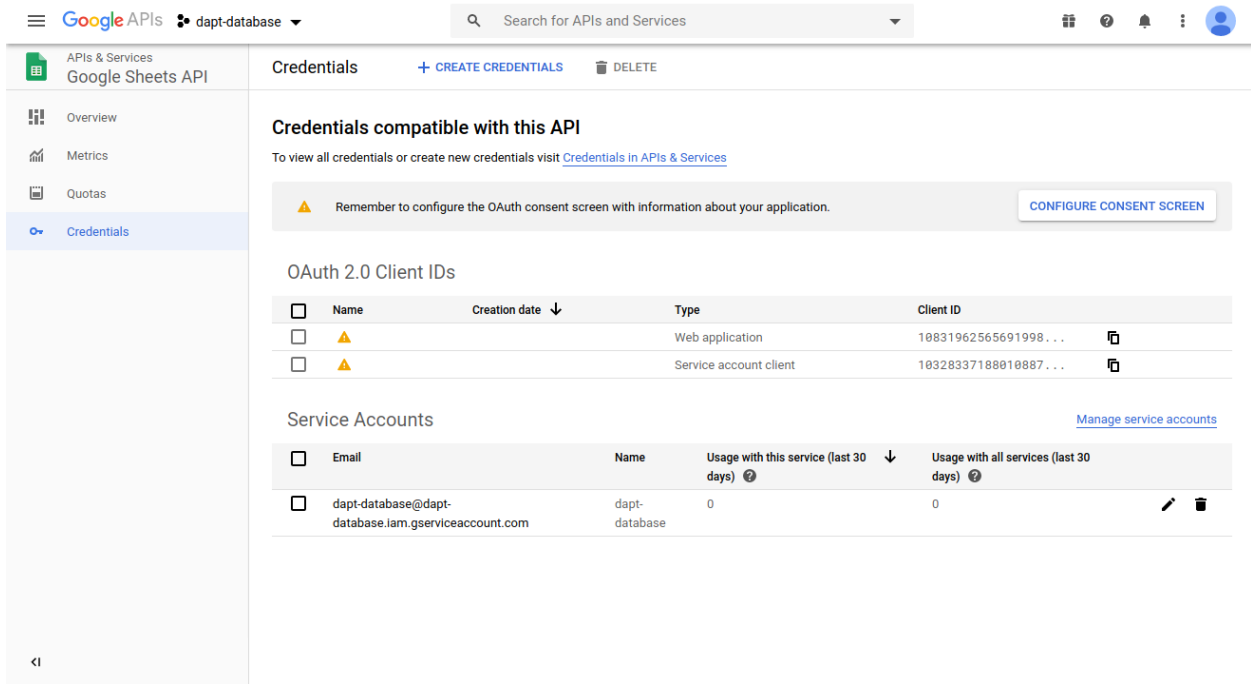 Google APIs dapt-database Search for APIs and Services
APIs & Services
Google Sheets API
Overview
Metrics
Quotas
Credentials
Credentials CREATE CREDENTIALS DELETE
Credentials compatible with this API
To view all credentials or create new credentials visit Credentials in APIs & Services
Remember to configure the OAuth consent screen with information about your application. CONFIGURE CONSENT SCREEN
OAuth 2.0 Client IDs
Name Creation date Type Client ID
Web application 10831962565691998...
Service account client 10328337188010887...
Service Accounts Manage service accounts
Email Name Usage with this service (last 30 days) Usage with all services (last 30 days)
dapt-database@dapt-database.iam.gserviceaccount.com dapt-database 0 0